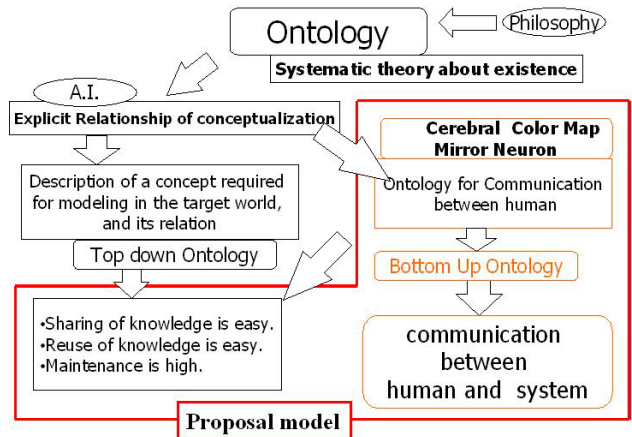 Ontology
Philosophy
Systematic theory about existence
A.I.
Explicit Relationship of conceptualization
Description of a concept required
for modeling in the target world,
and its relation
Top down Ontology
•Sharing of knowledge is easy.
•Reuse of knowledge is easy.
•Maintenance is high.
Cerebral Color Map
Mirror Neuron
Ontology for Communication
between human
Bottom Up Ontology
communication
between
human and system
Proposal model